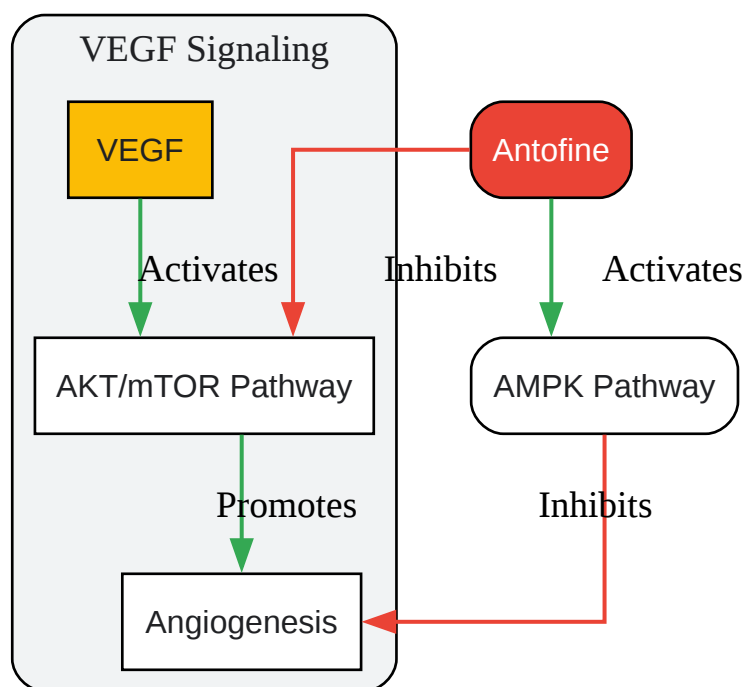 VEGF Signaling
VEGF
Antofine
Activates
Inhibits
Activates
AKT/mTOR Pathway
AMPK Pathway
Promotes
Inhibits
Angiogenesis